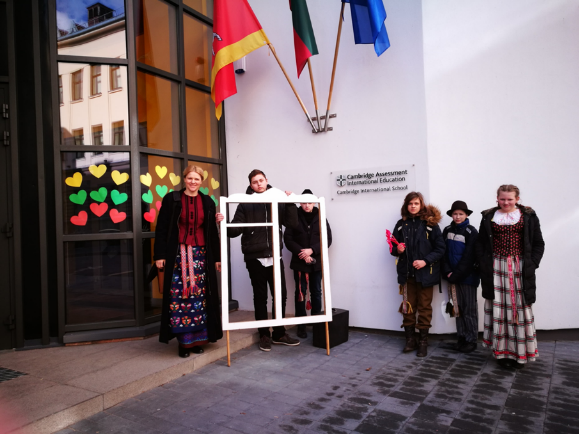 Cambridge Assessment
International Education
Cambridge International School